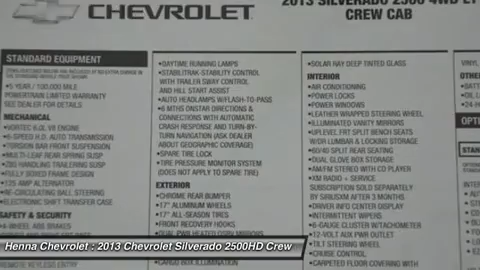 CHEVROLET
2013 SILVERADO 2500 4WD LT
CREW CAB
STANDARD EQUIPMENT
5 YEAR / 100,000 MILE
POWERTRAIN LIMITED WARRANTY
SEE DEALER FOR DETAILS
MECHANICAL
VORTEC 6.0L V8 ENGINE
6-SPEED H.D. AUTO TRANSMISSION
TORSION BAR FRONT SUSPENSION
MULTI-LEAF REAR SPRING SUSP
Z85 HANDLING TRAILERING SUSP
FULLY BOXED FRAME DESIGN
125 AMP ALTERNATOR
RE-CIRCULATING BALL STEERING
ELECTRONIC SHIFT TRANSFER CASE
SAFETY & SECURITY
4-WHEEL ABS BRAKES
REMOTE KEYLESS ENTRY
DAYTIME RUNNING LAMPS
STABILITRAK-STABILITY CONTROL
WITH TRAILER SWAY CONTROL
AND HILL START ASSIST
AUTO HEADLAMPS W/FLASH-TO-PASS
6 MTHS ONSTAR DIRECTIONS &
CONNECTIONS WITH AUTOMATIC
CRASH RESPONSE AND TURN-BY-
TURN NAVIGATION (ASK DEALER
ABOUT GEOGRAPHIC COVERAGE)
SPARE TIRE LOCK
TIRE PRESSURE MONITOR SYSTEM
(DOES NOT APPLY TO SPARE TIRE)
EXTERIOR
CHROME REAR BUMPER
17" ALUMINUM WHEELS
17" ALL-SEASON TIRES
FRONT RECOVERY HOOKS
CARGO BOX ILLUMINATION
SOLAR RAY DEEP TINTED GLASS
INTERIOR
AIR CONDITIONING
POWER LOCKS
POWER WINDOWS
LEATHER WRAPPED STEERING WHEEL
ILLUMINATED VANITY MIRRORS
UPLEVEL FRT SPLIT BENCH SEATS
W/DR LUMBAR & LOCKING STORAGE
60/40 SPLIT REAR SEATING
DUAL GLOVE BOX STORAGE
AM/FM STEREO W/CD PLAYER
XM RADIO + SERVICE
SUBSCRIPTION SOLD SEPARATELY
BY SIRIUSXM AFTER 3 MONTHS
DRIVER INFO CENTER DISPLAY
INTERMITTENT WIPERS
6-GAUGE CLUSTER W/TACHOMETER
12-VOLT AUX PWR OUTLET
TILT STEERING WHEEL
CRUISE CONTROL
CARPETED FLOOR COVERING
Henna Chevrolet : 2013 Chevrolet Silverado 2500HD Crew